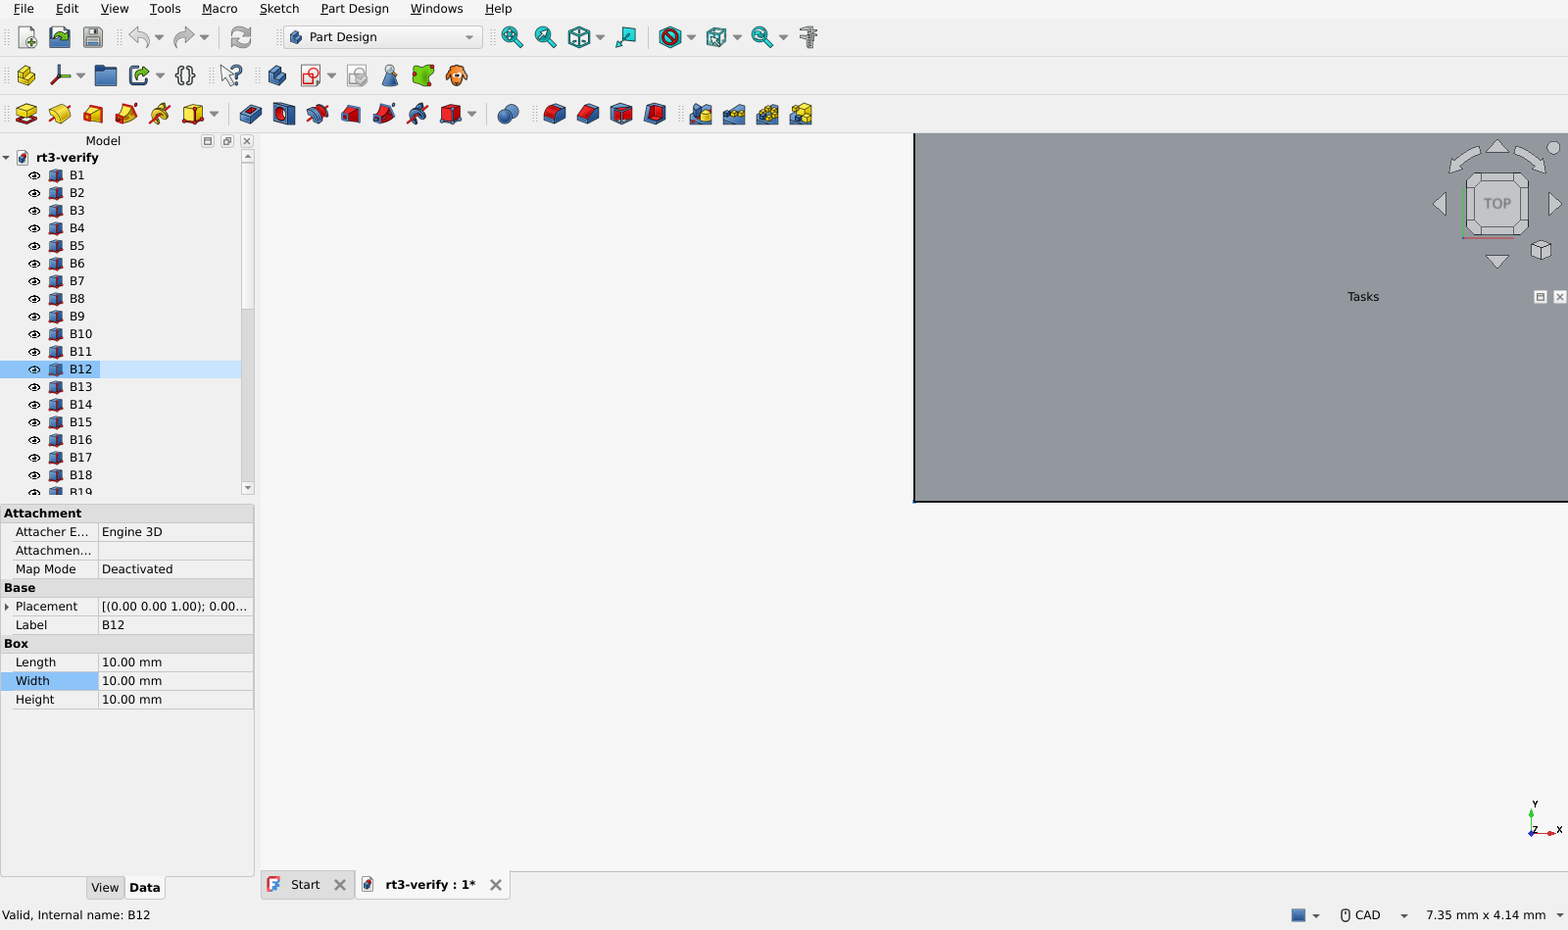 File Edit View Tools Macro Sketch Part Design Windows Help
Part Design
Model
rt3-verify
B1
B2
B3
B4
B5
B6
B7
B8
B9
B10
B11
B12
B13
B14
B15
B16
B17
B18
B19
TOP
Tasks
Attachment
Attacher E... Engine 3D
Attachmen...
Map Mode Deactivated
Base
Placement [(0.00 0.00 1.00); 0.00...
Label B12
Box
Length 10.00 mm
Width 10.00 mm
Height 10.00 mm
Y
Z X
View Data
Start rt3-verify : 1*
Valid, Internal name: B12 CAD 7.35 mm x 4.14 mm